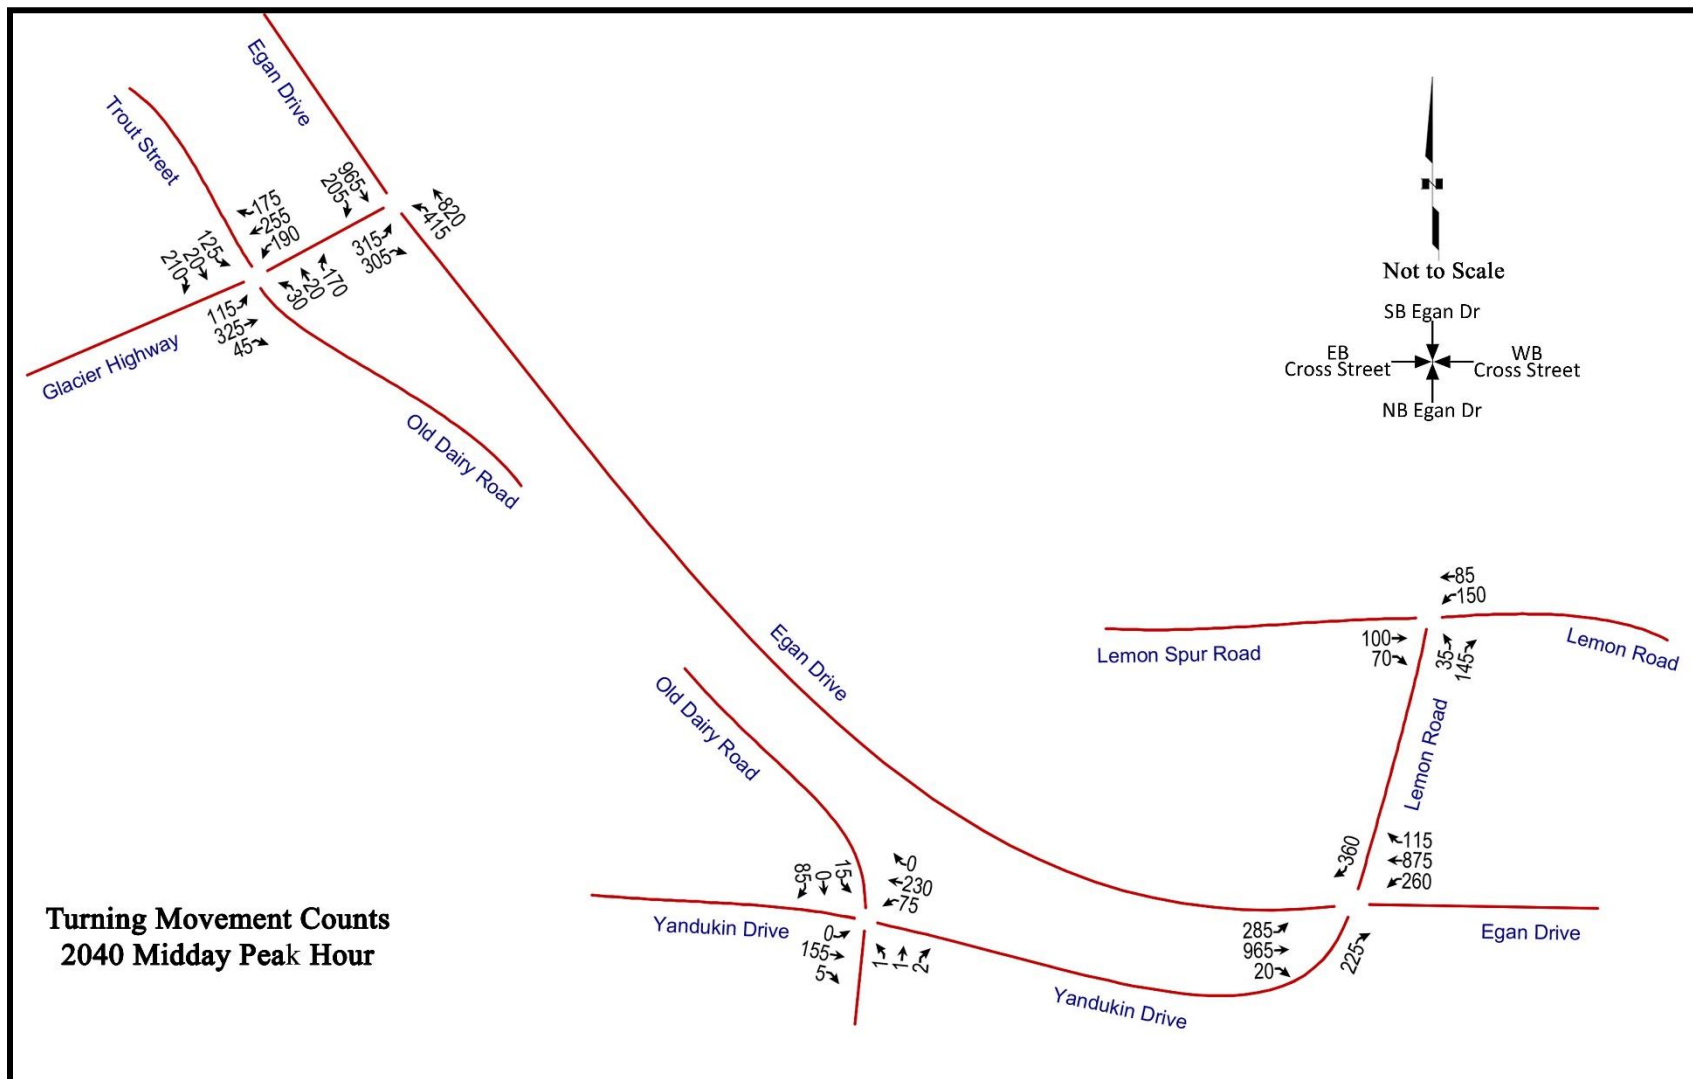 Egan Drive
Trout Street
965
205
820
415
175
255
190
315
305
125
20
210
30
20
170
115
325
45
Glacier Highway
Old Dairy Road
N
Not to Scale
SB Egan Dr
EB
Cross Street
WB
Cross Street
NB Egan Dr
Egan Drive
85
150
100
70
35
145
Lemon Spur Road
Lemon Road
Lemon Road
Old Dairy Road
85
0
15
0
230
75
Yandukin Drive
0
155
5
1
1
2
360
115
875
260
285
965
20
225
Egan Drive
Yandukin Drive
Turning Movement Counts
2040 Midday Peak Hour